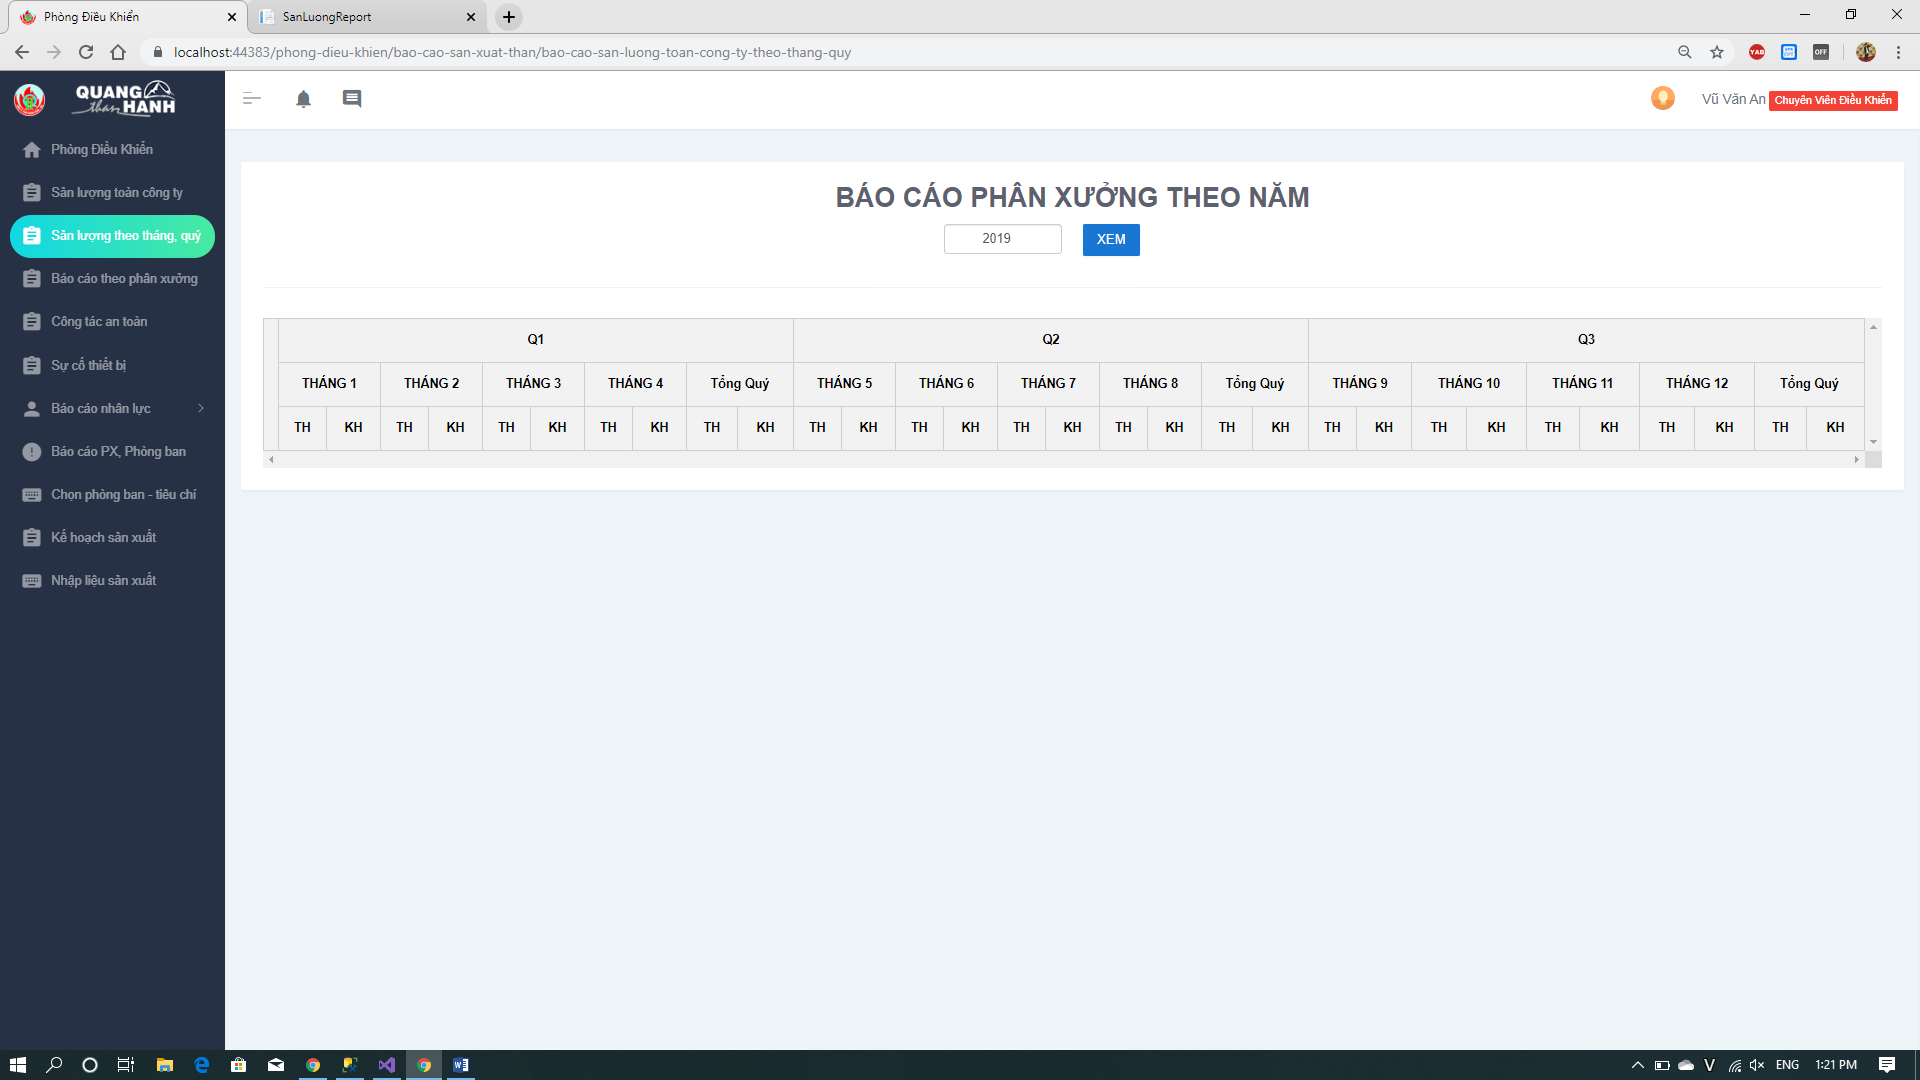 Phòng Điều Khiển
SanLuongReport
localhost:44383/phong-dieu-khien/bao-cao-san-xuat-than/bao-cao-san-luong-toan-cong-ty-theo-thang-quy
YAB
OFF
QUANG
than HANH
Vũ Văn An Chuyên Viên Điều Khiển
Phòng Điều Khiển
Sản lượng toàn công ty
Sản lượng theo tháng, quý
Báo cáo theo phân xưởng
Công tác an toàn
Sự cố thiết bị
Báo cáo nhân lực
Báo cáo PX, Phòng ban
Chọn phòng ban - tiêu chí
Kế hoạch sản xuất
Nhập liệu sản xuất
BÁO CÁO PHÂN XƯỞNG THEO NĂM
2019 XEM
Q1 Q2 Q3
THÁNG 1 THÁNG 2 THÁNG 3 THÁNG 4 Tổng Quý THÁNG 5 THÁNG 6 THÁNG 7 THÁNG 8 Tổng Quý THÁNG 9 THÁNG 10 THÁNG 11 THÁNG 12 Tổng Quý
TH KH TH KH TH KH TH KH TH KH TH KH TH KH TH KH TH KH TH KH TH KH TH KH TH KH TH KH TH KH
V ENG 1:21 PM